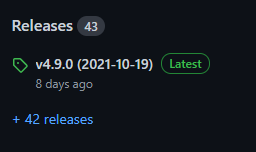 Releases 43
v4.9.0 (2021-10-19) Latest
8 days ago
+ 42 releases